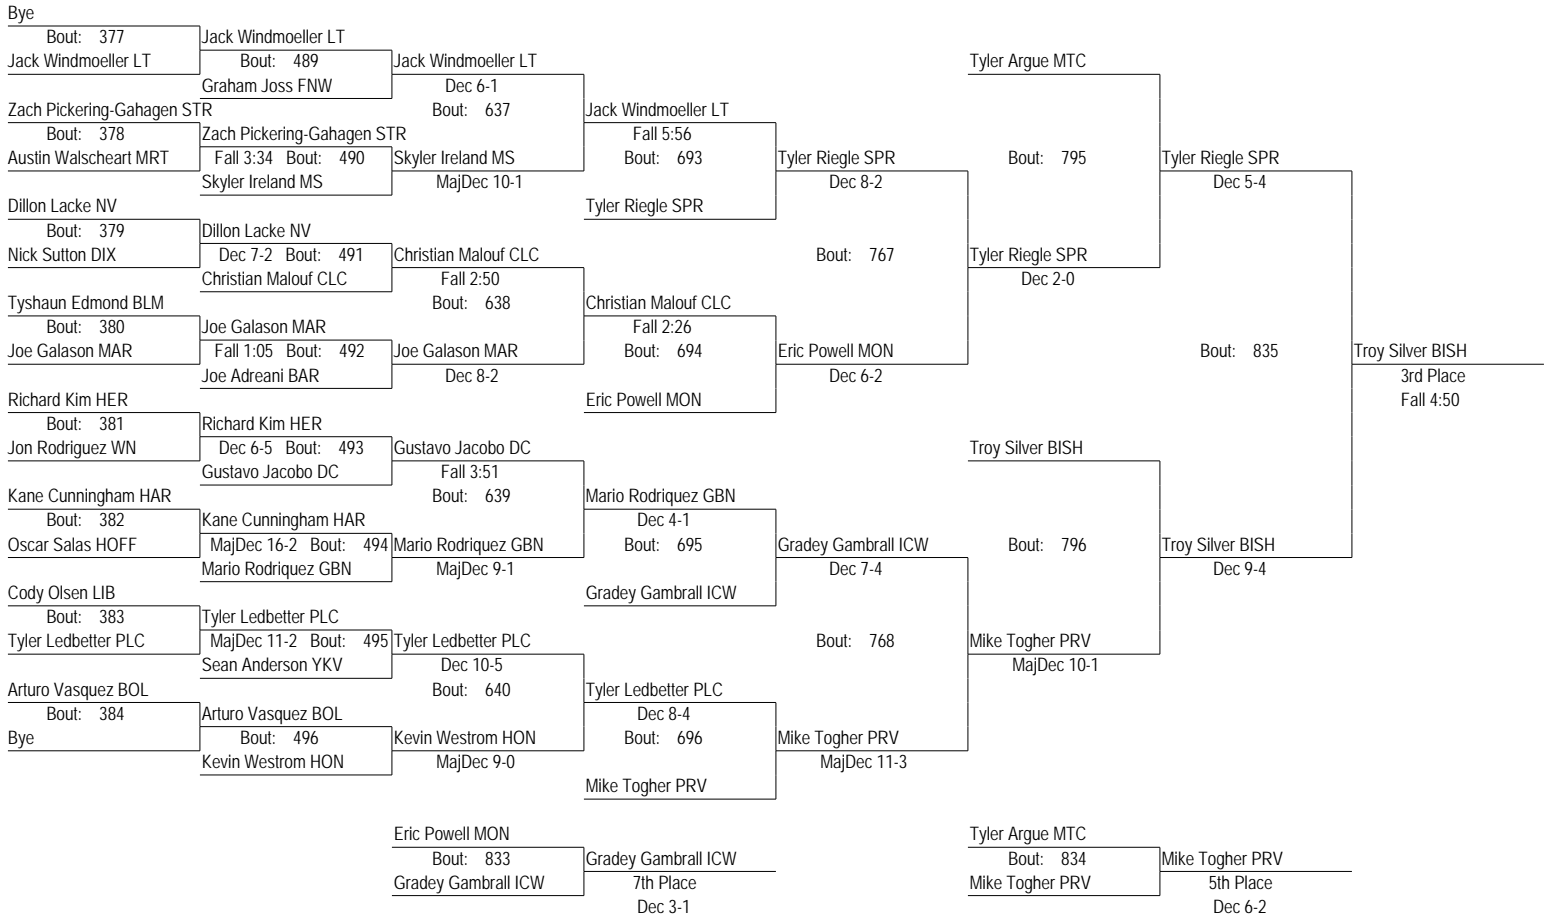 Bye
Bout: 377 Jack Windmoeller LT
Jack Windmoeller LT Bout: 489 Jack Windmoeller LT Tyler Argue MTC
Graham Joss FNW Dec 6-1
Zach Pickering-Gahagen STR Bout: 637 Jack Windmoeller LT
Bout: 378 Zach Pickering-Gahagen STR Fall 5:56
Austin Walscheart MRT Fall 3:34 Bout: 490 Skyler Ireland MS Bout: 693 Tyler Riegle SPR Bout: 795 Tyler Riegle SPR
Skyler Ireland MS MajDec 10-1 Dec 8-2 Dec 5-4
Dillon Lacke NV Tyler Riegle SPR
Bout: 379 Dillon Lacke NV
Nick Sutton DIX Dec 7-2 Bout: 491 Christian Malouf CLC Bout: 767 Tyler Riegle SPR
Christian Malouf CLC Fall 2:50 Dec 2-0
Tyshaun Edmond BLM Bout: 638 Christian Malouf CLC
Bout: 380 Joe Galason MAR Fall 2:26
Joe Galason MAR Fall 1:05 Bout: 492 Joe Galason MAR Bout: 694 Eric Powell MON Bout: 835 Troy Silver BISH
Joe Adreani BAR Dec 8-2 Dec 6-2 3rd Place
Richard Kim HER Eric Powell MON Fall 4:50
Bout: 381 Richard Kim HER
Jon Rodriguez WN Dec 6-5 Bout: 493 Gustavo Jacobo DC Troy Silver BISH
Gustavo Jacobo DC Fall 3:51
Kane Cunningham HAR Bout: 639 Mario Rodriquez GBN
Bout: 382 Kane Cunningham HAR Dec 4-1
Oscar Salas HOFF MajDec 16-2 Bout: 494 Mario Rodriquez GBN Bout: 695 Gradey Gambrall ICW Bout: 796 Troy Silver BISH
Mario Rodriquez GBN MajDec 9-1 Dec 7-4 Dec 9-4
Cody Olsen LIB Gradey Gambrall ICW
Bout: 383 Tyler Ledbetter PLC
Tyler Ledbetter PLC MajDec 11-2 Bout: 495 Tyler Ledbetter PLC Bout: 768 Mike Togher PRV
Sean Anderson YKV Dec 10-5 MajDec 10-1
Arturo Vasquez BOL Bout: 640 Tyler Ledbetter PLC
Bout: 384 Arturo Vasquez BOL Dec 8-4
Bye Bout: 496 Kevin Westrom HON Bout: 696 Mike Togher PRV
Kevin Westrom HON MajDec 9-0 MajDec 11-3
Mike Togher PRV
Eric Powell MON Tyler Argue MTC
Bout: 833 Gradey Gambrall ICW Bout: 834 Mike Togher PRV
Gradey Gambrall ICW 7th Place Mike Togher PRV 5th Place
Dec 3-1 Dec 6-2